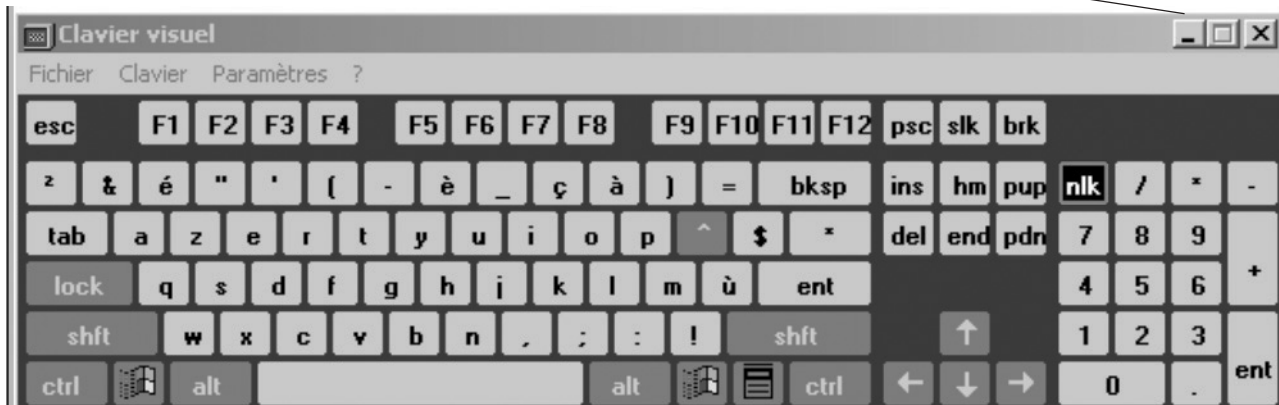 Clavier visuel
Fichier Clavier Paramètres ?
esc F1 F2 F3 F4 F5 F6 F7 F8 F9 F10 F11 F12 psc slk brk
² & é " ' ( - è _ ç à ) = bksp ins hm pup nlk / * -
tab a z e r t y u i o p ^ $ * del end pdn 7 8 9
lock q s d f g h j k l m ù ent 4 5 6 +
shft w x c v b n , ; : ! shft ↑ 1 2 3
ctrl alt alt ctrl ← ↓ → 0 . ent